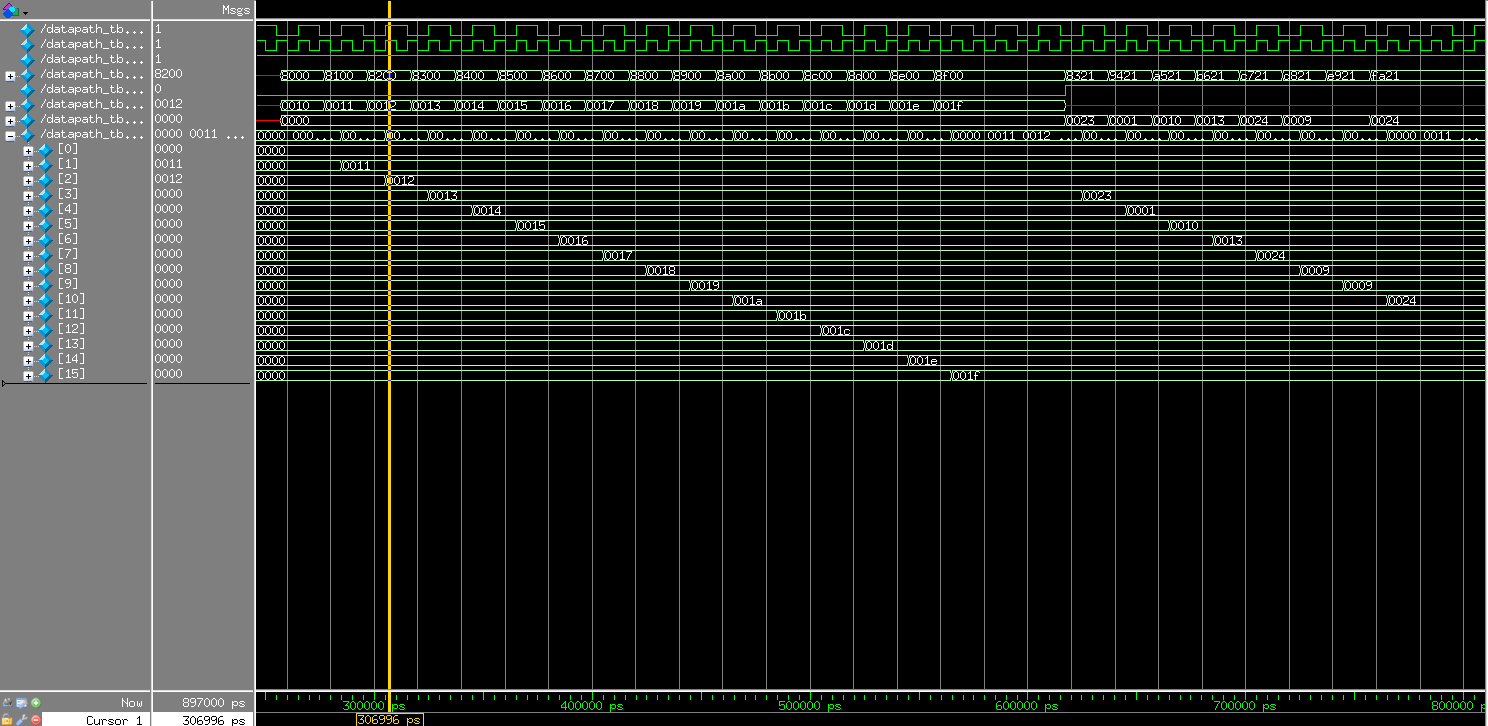 Msgs
/datapath_tb... 1
/datapath_tb... 1
/datapath_tb... 1
/datapath_tb... 8200 8000 8100 8200 8300 8400 8500 8600 8700 8800 8900 8a00 8b00 8c00 8d00 8e00 8f00 8321 9421 a521 b621 c721 d821 e921 fa21
/datapath_tb... 0
/datapath_tb... 0012 0010 0011 0012 0013 0014 0015 0016 0017 0018 0019 001a 001b 001c 001d 001e 001f
/datapath_tb... 0000 0000 0023 0001 0010 0013 0024 0009 0024
/datapath_tb... 0000 0011 ... 0000 000... 00... 00... 00... 00... 00... 00... 00... 00... 00... 00... 00... 00... 00... 00... 0000 0011 0012... 00... 00... 00... 00... 00... 00... 00... 0000 0011 ...
[0] 0000 0000
[1] 0011 0000 0011
[2] 0012 0000 0012
[3] 0000 0000 0013 0023
[4] 0000 0000 0014 0001
[5] 0000 0000 0015 0010
[6] 0000 0000 0016 0013
[7] 0000 0000 0017 0024
[8] 0000 0000 0018 0009
[9] 0000 0000 0019 0009
[10] 0000 0000 001a 0024
[11] 0000 0000 001b
[12] 0000 0000 001c
[13] 0000 0000 001d
[14] 0000 0000 001e
[15] 0000 0000 001f
Now 897000 ps 300000 ps 400000 ps 500000 ps 600000 ps 700000 ps 800000 p
Cursor 1 306996 ps 306996 ps